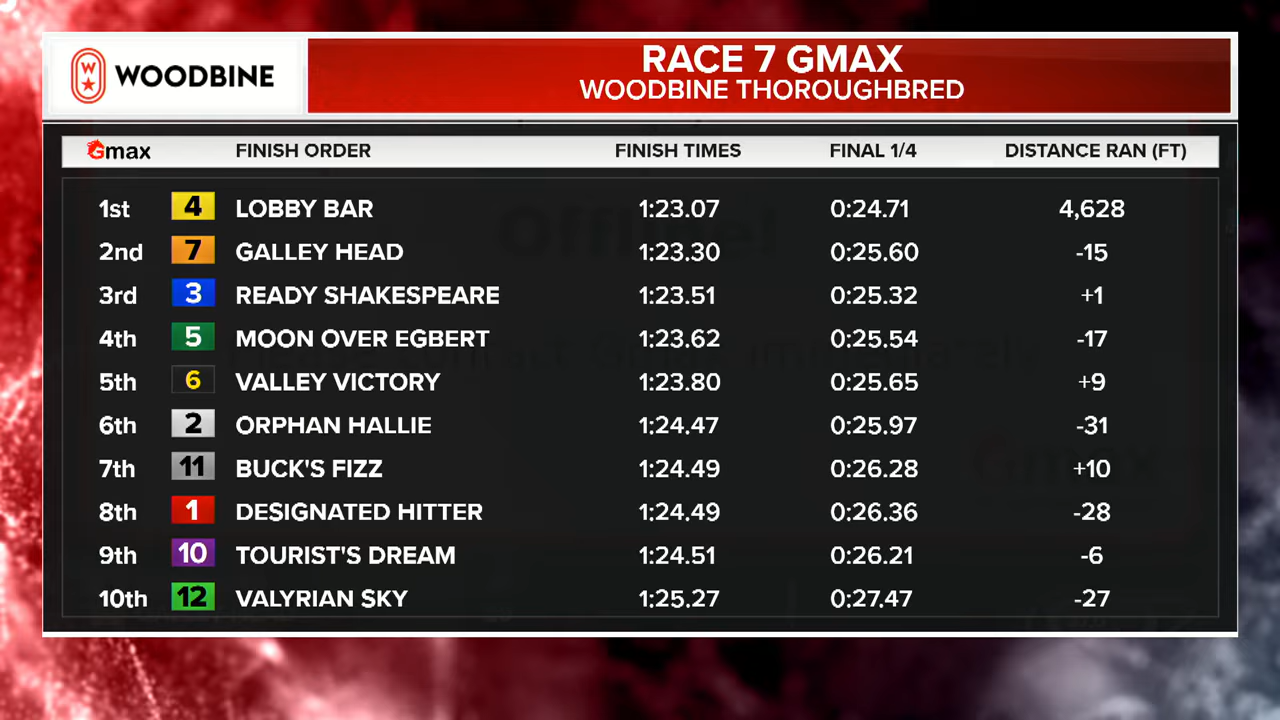 W
WOODBINE
RACE 7 GMAX
WOODBINE THOROUGHBRED
Gmax FINISH ORDER FINISH TIMES FINAL 1/4 DISTANCE RAN (FT)
1st 4 LOBBY BAR 1:23.07 0:24.71 4,628
2nd 7 GALLEY HEAD 1:23.30 0:25.60 -15
3rd 3 READY SHAKESPEARE 1:23.51 0:25.32 +1
4th 5 MOON OVER EGBERT 1:23.62 0:25.54 -17
5th 6 VALLEY VICTORY 1:23.80 0:25.65 +9
6th 2 ORPHAN HALLIE 1:24.47 0:25.97 -31
7th 11 BUCK'S FIZZ 1:24.49 0:26.28 +10
8th 1 DESIGNATED HITTER 1:24.49 0:26.36 -28
9th 10 TOURIST'S DREAM 1:24.51 0:26.21 -6
10th 12 VALYRIAN SKY 1:25.27 0:27.47 -27